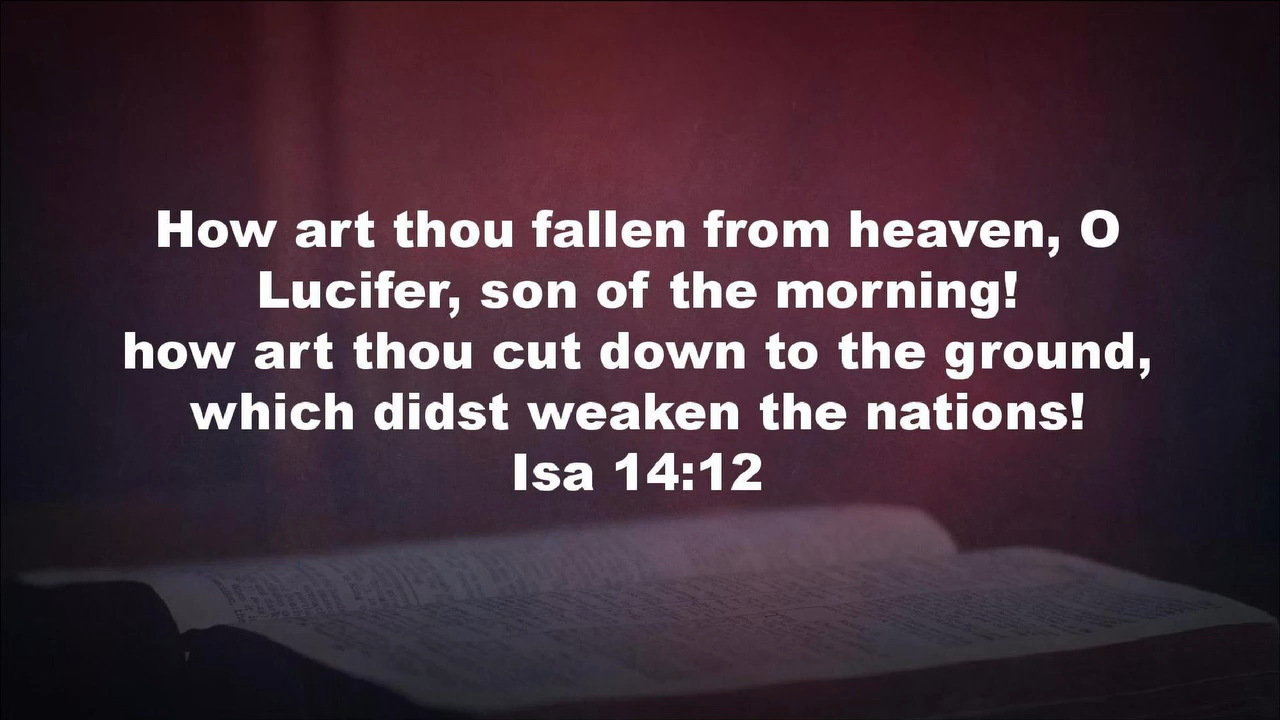 How art thou fallen from heaven, O
Lucifer, son of the morning!
how art thou cut down to the ground,
which didst weaken the nations!
Isa 14:12